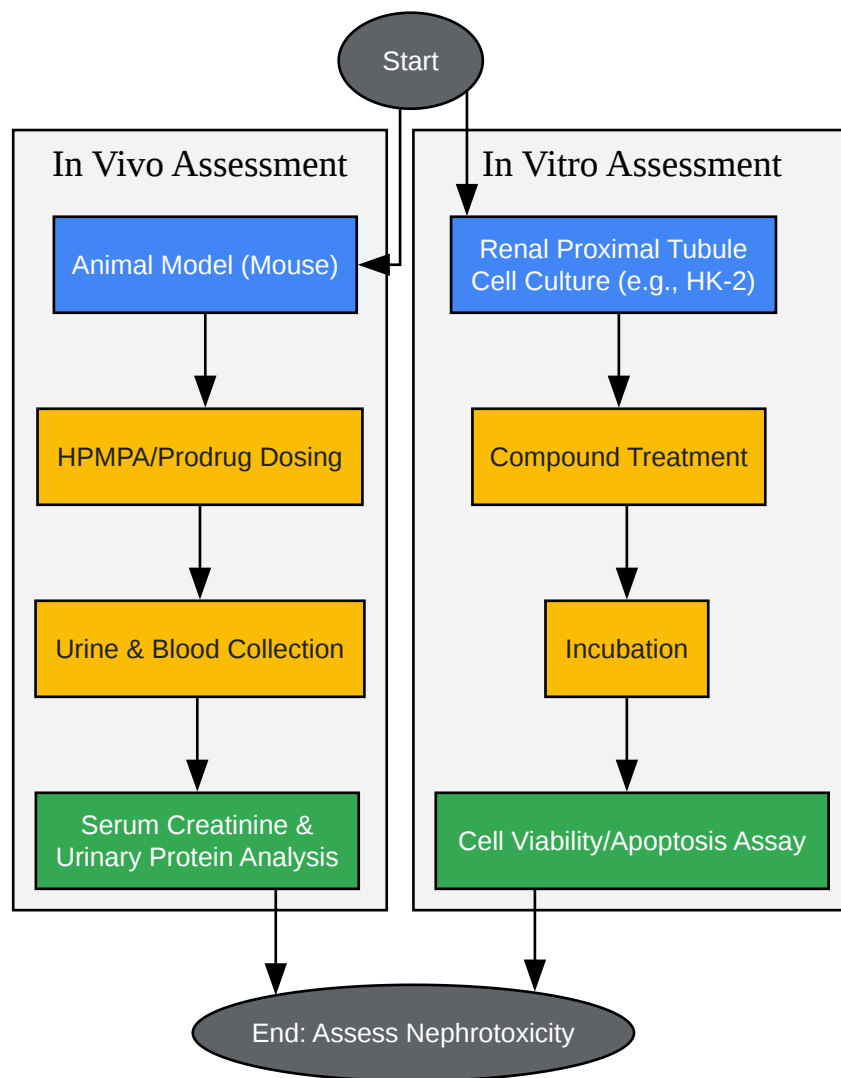 Start
In Vivo Assessment
Animal Model (Mouse)
HPMPA/Prodrug Dosing
Urine & Blood Collection
Serum Creatinine &
Urinary Protein Analysis
In Vitro Assessment
Renal Proximal Tubule
Cell Culture (e.g., HK-2)
Compound Treatment
Incubation
Cell Viability/Apoptosis Assay
End: Assess Nephrotoxicity